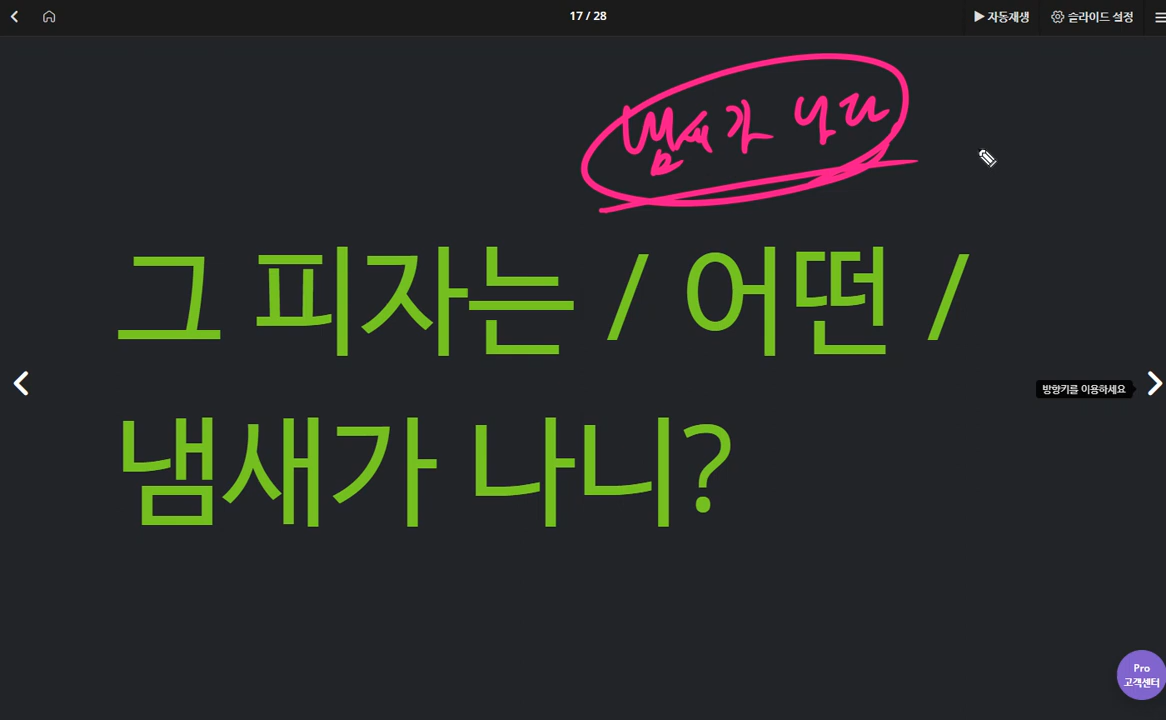 17 / 28
자동재생
슬라이드 설정
냄새가 나다
그 피자는 / 어떤 /
냄새가 나니?
방향키를 이용하세요
Pro
고객센터